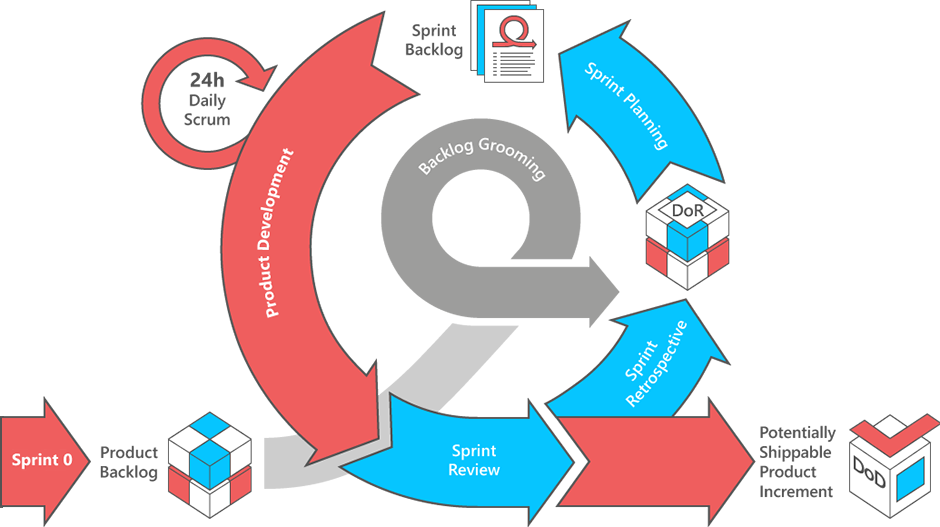 Sprint
Backlog
24h
Daily
Scrum
Sprint Planning
Backlog Grooming
Product Development
DoR
Sprint
Retrospective
Sprint 0
Product
Backlog
Sprint
Review
Potentially
Shippable
Product
Increment
DoD